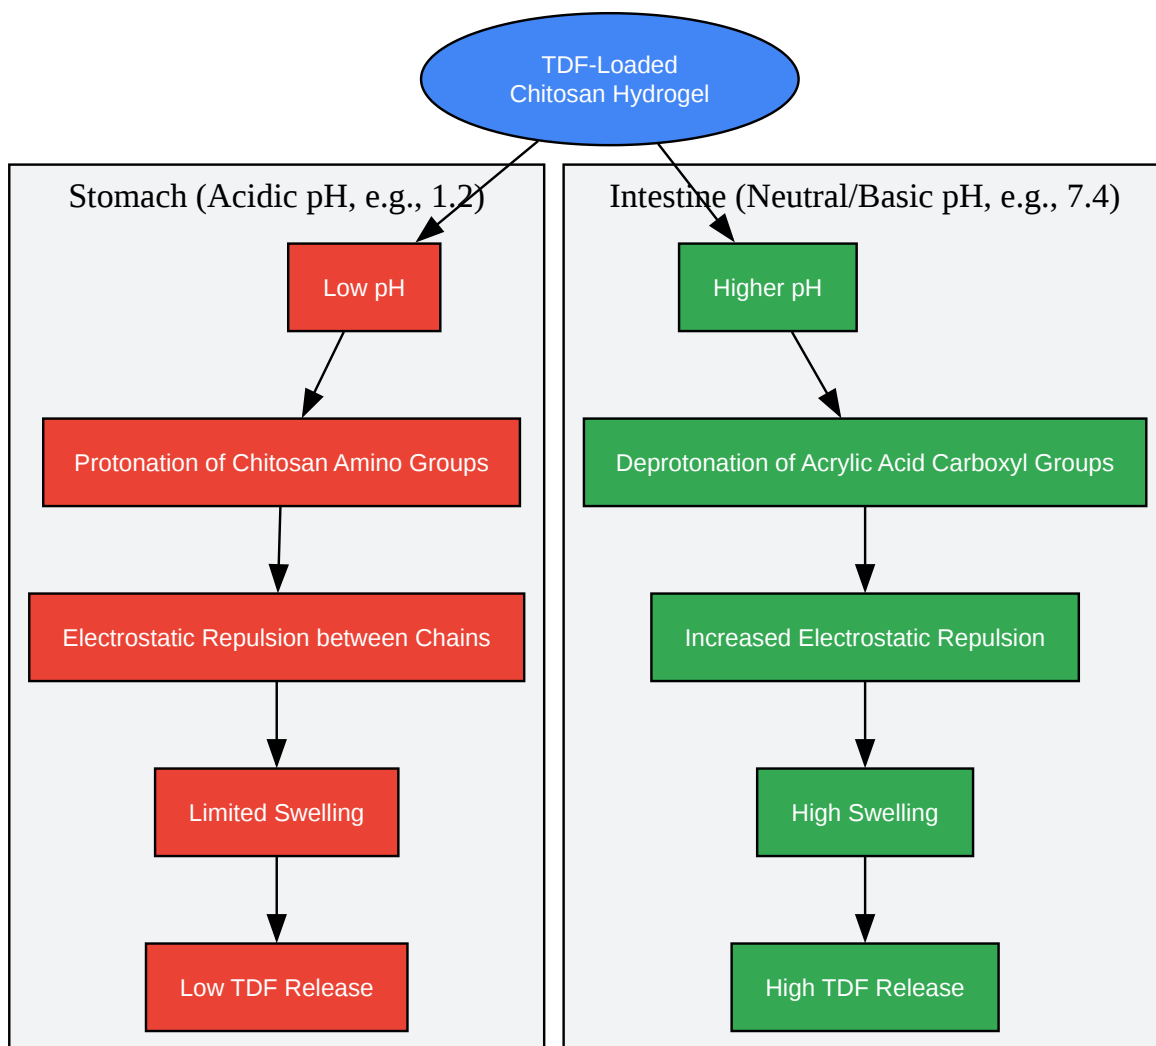 TDF-Loaded
Chitosan Hydrogel
Stomach (Acidic pH, e.g., 1.2)
Low pH
Protonation of Chitosan Amino Groups
Electrostatic Repulsion between Chains
Limited Swelling
Low TDF Release
Intestine (Neutral/Basic pH, e.g., 7.4)
Higher pH
Deprotonation of Acrylic Acid Carboxyl Groups
Increased Electrostatic Repulsion
High Swelling
High TDF Release